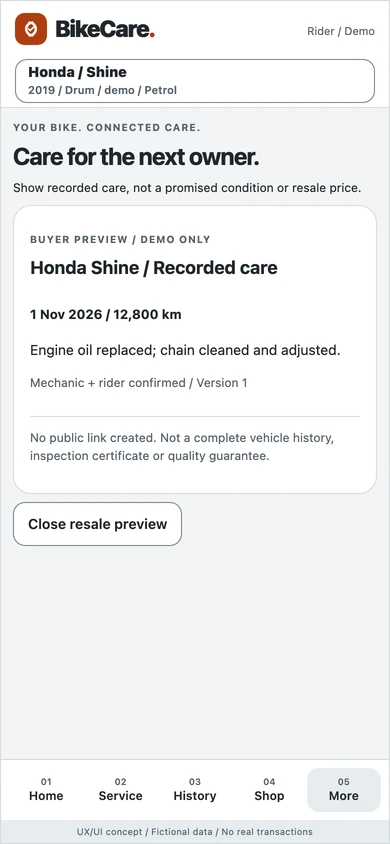 BikeCare.
Rider / Demo
Honda / Shine
2019 / Drum / demo / Petrol
YOUR BIKE. CONNECTED CARE.
Care for the next owner.
Show recorded care, not a promised condition or resale price.
BUYER PREVIEW / DEMO ONLY
Honda Shine / Recorded care
1 Nov 2026 / 12,800 km
Engine oil replaced; chain cleaned and adjusted.
Mechanic + rider confirmed / Version 1
No public link created. Not a complete vehicle history,
inspection certificate or quality guarantee.
Close resale preview
01
Home
02
Service
03
History
04
Shop
05
More
UX/UI concept / Fictional data / No real transactions